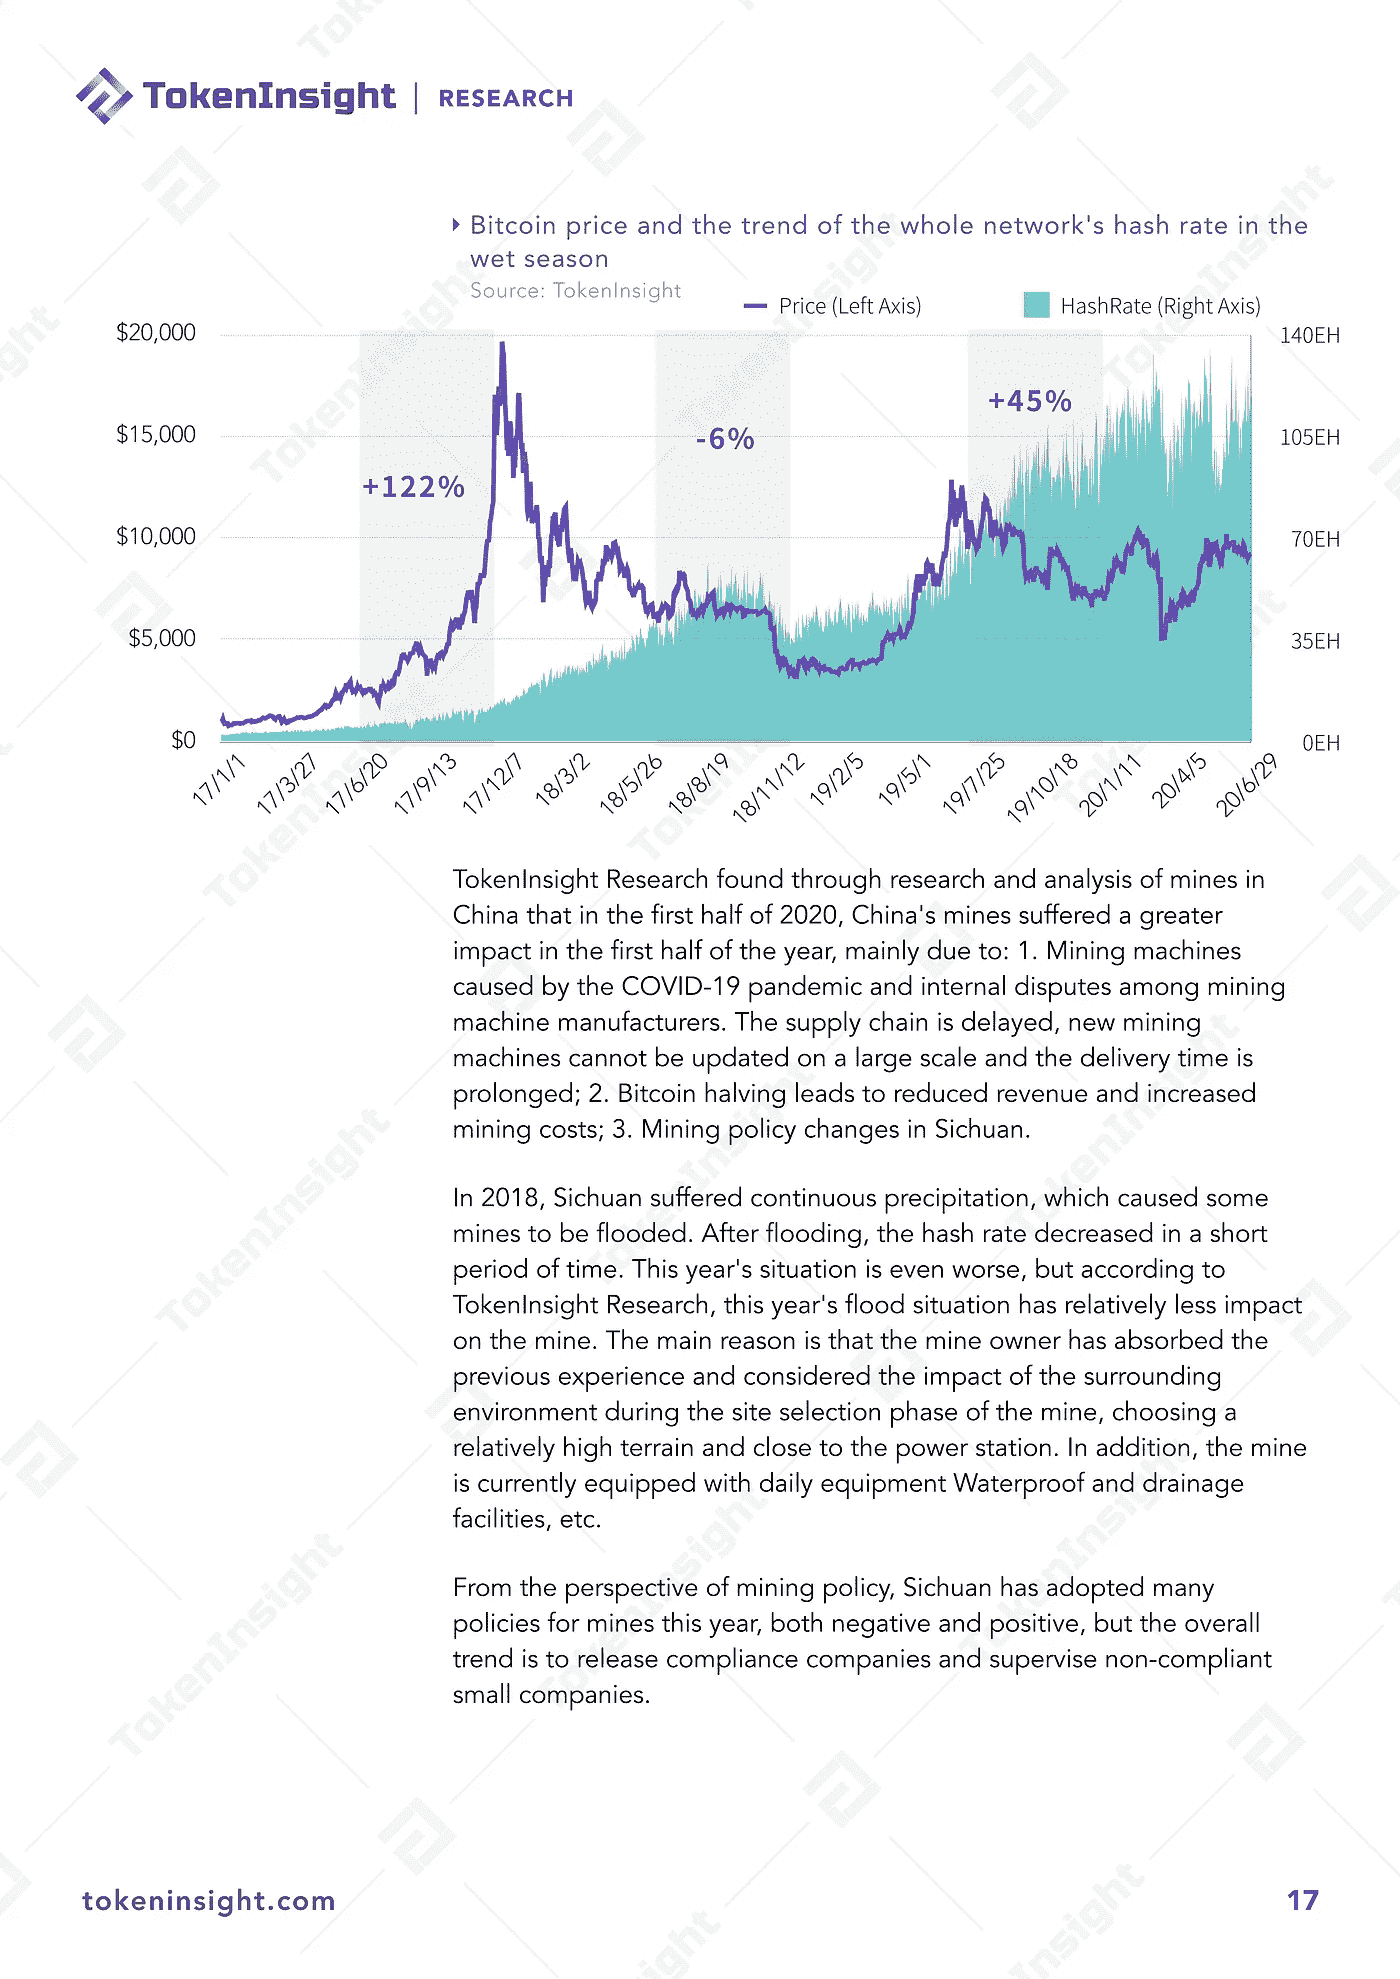 TokenInsight | RESEARCH
Bitcoin price and the trend of the whole network's hash rate in the
wet season
Source: TokenInsight
Price (Left Axis)
HashRate (Right Axis)
$20,000
$15,000
$10,000
$5,000
$0
140EH
105EH
70EH
35EH
0EH
+122%
-6%
+45%
17/1/1
17/3/27
17/6/20
17/9/13
17/12/7
18/3/2
18/5/26
18/8/19
18/11/12
19/2/5
19/5/1
19/7/25
19/10/18
20/1/11
20/4/5
20/6/29
TokenInsight Research found through research and analysis of mines in
China that in the first half of 2020, China's mines suffered a greater
impact in the first half of the year, mainly due to: 1. Mining machines
caused by the COVID-19 pandemic and internal disputes among mining
machine manufacturers. The supply chain is delayed, new mining
machines cannot be updated on a large scale and the delivery time is
prolonged; 2. Bitcoin halving leads to reduced revenue and increased
mining costs; 3. Mining policy changes in Sichuan.
In 2018, Sichuan suffered continuous precipitation, which caused some
mines to be flooded. After flooding, the hash rate decreased in a short
period of time. This year's situation is even worse, but according to
TokenInsight Research, this year's flood situation has relatively less impact
on the mine. The main reason is that the mine owner has absorbed the
previous experience and considered the impact of the surrounding
environment during the site selection phase of the mine, choosing a
relatively high terrain and close to the power station. In addition, the mine
is currently equipped with daily equipment Waterproof and drainage
facilities, etc.
From the perspective of mining policy, Sichuan has adopted many
policies for mines this year, both negative and positive, but the overall
trend is to release compliance companies and supervise non-compliant
small companies.
tokeninsight.com
17